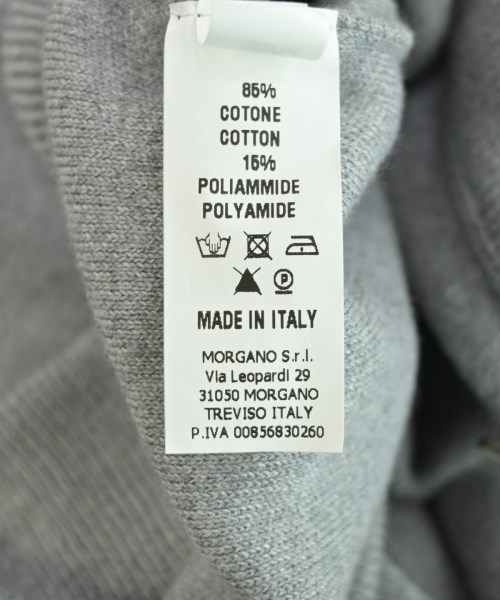 85%
COTONE
COTTON
15%
POLIAMMIDE
POLYAMIDE
P
MADE IN ITALY
MORGANO S.r.l.
Via Leopardi 29
31050 MORGANO
TREVISO ITALY
P.IVA 00856830260